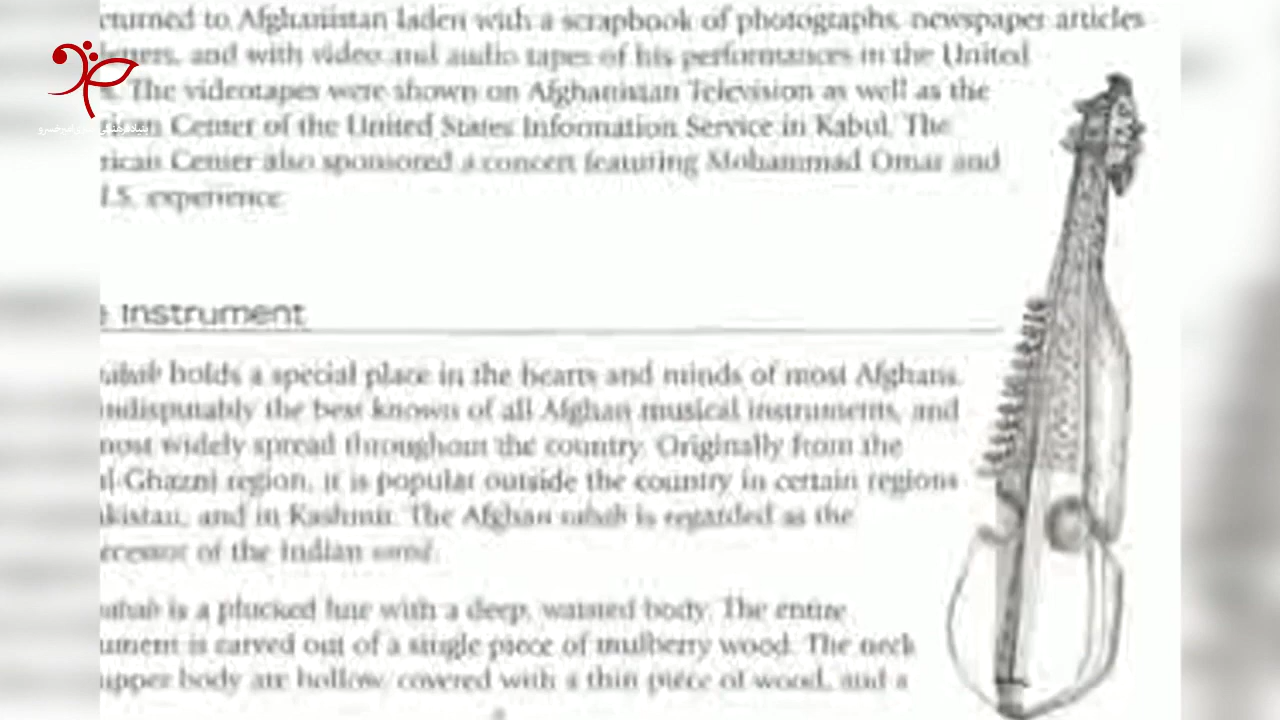 turned to Afghanistan laden with a scrapbook of photographs, newspaper articles
letters, and with video and audio tapes of his performances in the United
The videotapes were shown on Afghanistan Television as well as the
rican Center of the United States Information Service in Kabul. The
rican Center also sponsored a concert featuring Mohammad Omar and
U.S. experience.
e Instrument
rabab holds a special place in the hearts and minds of most Afghans.
ndisputably the best known of all Afghan musical instruments, and
most widely spread throughout the country. Originally from the
ul-Ghazni region, it is popular outside the country in certain regions
akistan, and in Kashmir. The Afghan rabab is regarded as the
ecessor of the Indian sarod.
rabab is a plucked lute with a deep, waisted body. The entire
ument is carved out of a single piece of mulberry wood. The neck
upper body are hollow, covered with a thin piece of wood, and a